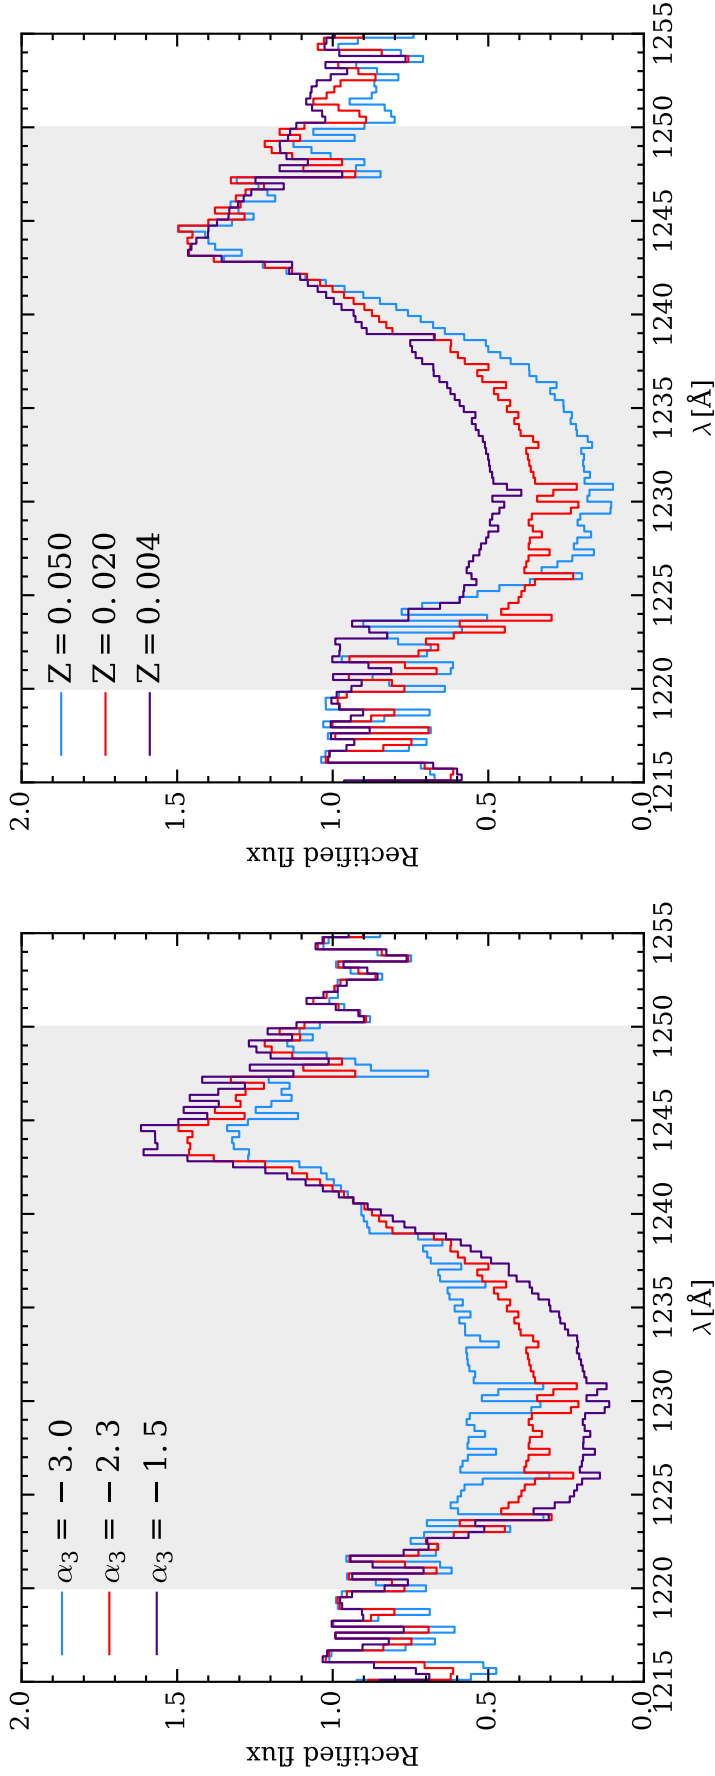 Rectified flux
2.0
1.5
1.0
0.5
0.0
α3 = − 3.0
α3 = − 2.3
α3 = − 1.5
1215 1220 1225 1230 1235 1240 1245 1250 1255
λ [Å]
Rectified flux
2.0
1.5
1.0
0.5
0.0
Z = 0.050
Z = 0.020
Z = 0.004
1215 1220 1225 1230 1235 1240 1245 1250 1255
λ [Å]